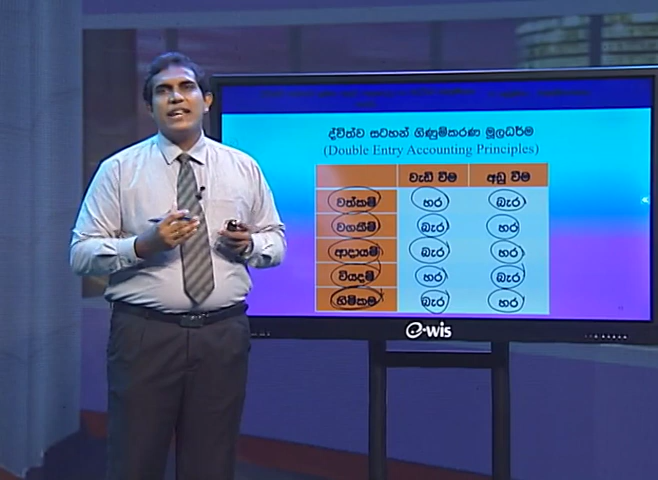 ද්විත්ව සටහන් ගිණුම්කරණ මූලධර්ම
(Double Entry Accounting Principles)
වැඩි වීම අඩු වීම
වත්කම් හර බැර
වගකීම් බැර හර
ආදායම් බැර හර
වියදම් හර බැර
හිමිකම බැර හර
e-wis